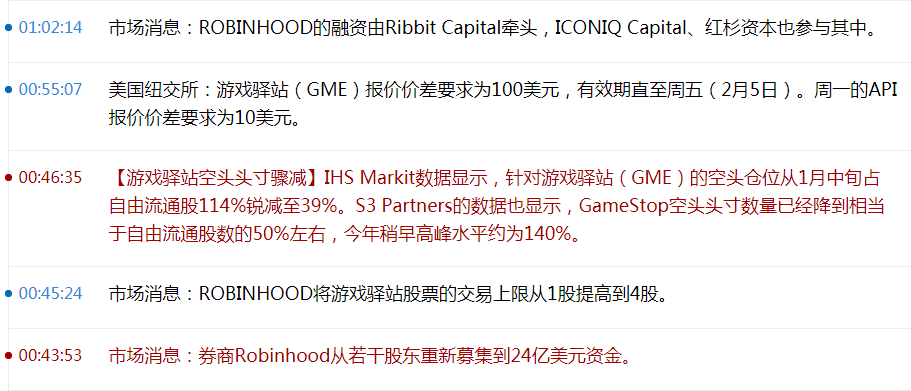 01:02:14 市场消息：ROBINHOOD的融资由Ribbit Capital牵头，ICONIQ Capital、红杉资本也参与其中。
00:55:07 美国纽交所：游戏驿站（GME）报价价差要求为100美元，有效期直至周五（2月5日）。周一的API
报价价差要求为10美元。
00:46:35 【游戏驿站空头头寸骤减】IHS Markit数据显示，针对游戏驿站（GME）的空头仓位从1月中旬占
自由流通股114%锐减至39%。S3 Partners的数据也显示，GameStop空头头寸数量已经降到相当
于自由流通股数的50%左右，今年稍早高峰水平约为140%。
00:45:24 市场消息：ROBINHOOD将游戏驿站股票的交易上限从1股提高到4股。
00:43:53 市场消息：券商Robinhood从若干股东重新募集到24亿美元资金。